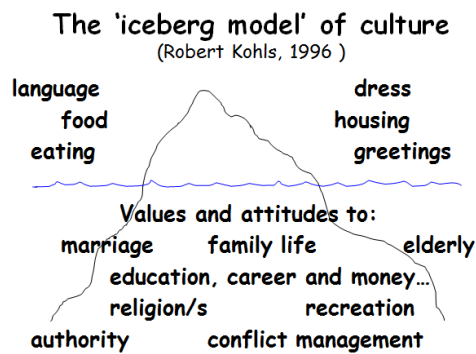 The ‘iceberg model’ of culture
(Robert Kohls, 1996 )
language dress
food housing
eating greetings
Values and attitudes to:
marriage family life elderly
education, career and money…
religion/s recreation
authority conflict management